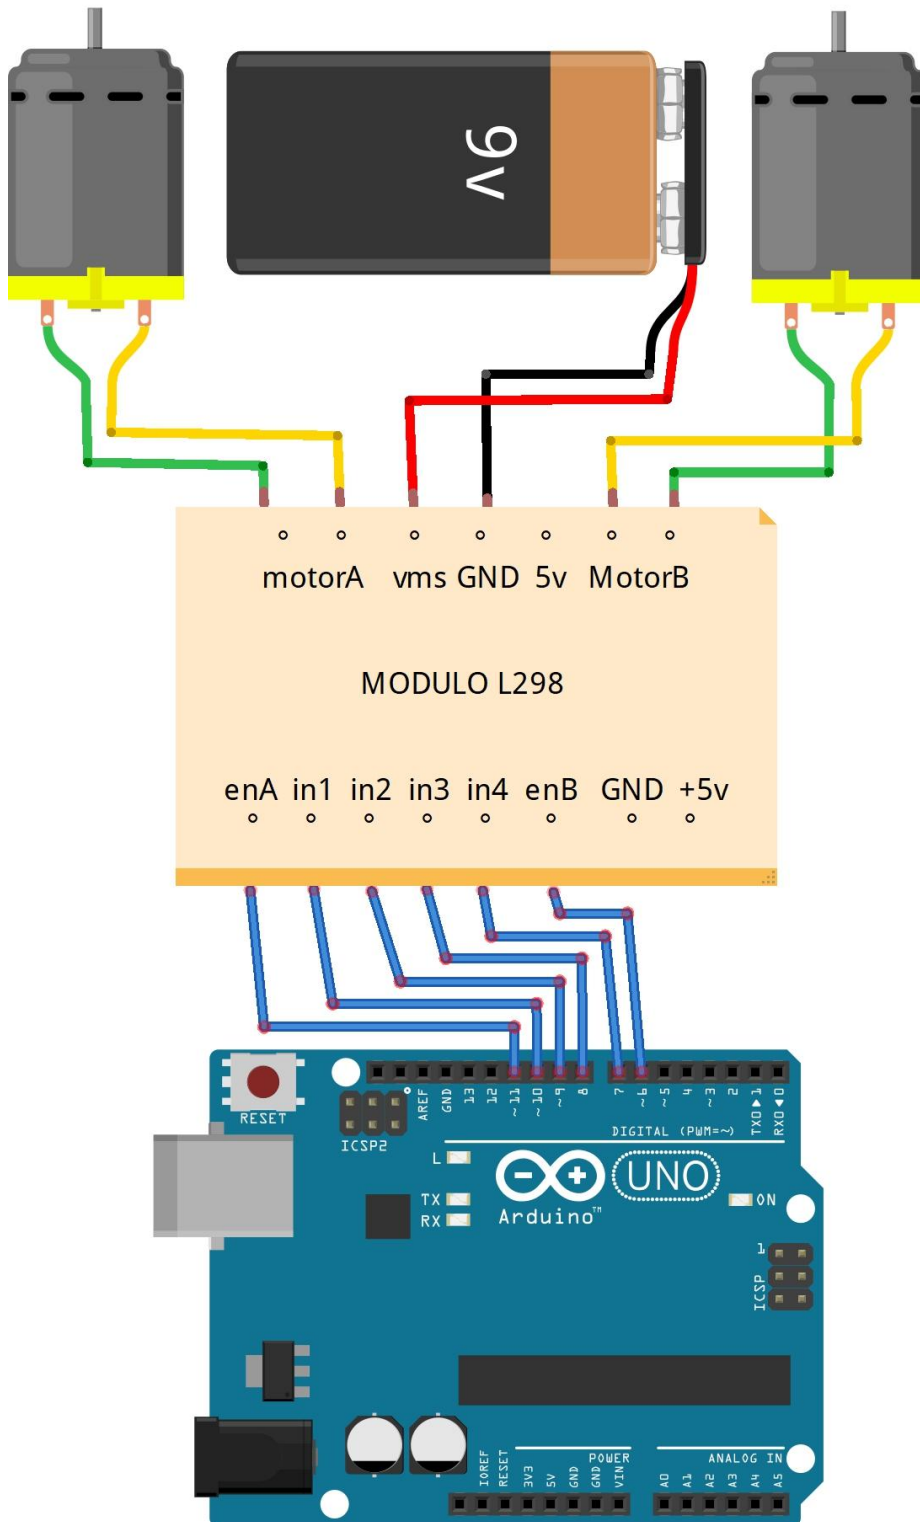 9v
motorA vms GND 5v MotorB
MODULO L298
enA in1 in2 in3 in4 enB GND +5v
RESET
ICSP2
AREF
GND
13
12
~11
~10
~9
8
7
~6
~5
4
~3
2
TX0▶1
RX0◀0
DIGITAL (PWM=~)
L
TX
RX
UNO
Arduino™
ON
1
ICSP
POWER
ANALOG IN
IOREF
RESET
3V3
5V
GND
GND
VIN
A0
A1
A2
A3
A4
A5